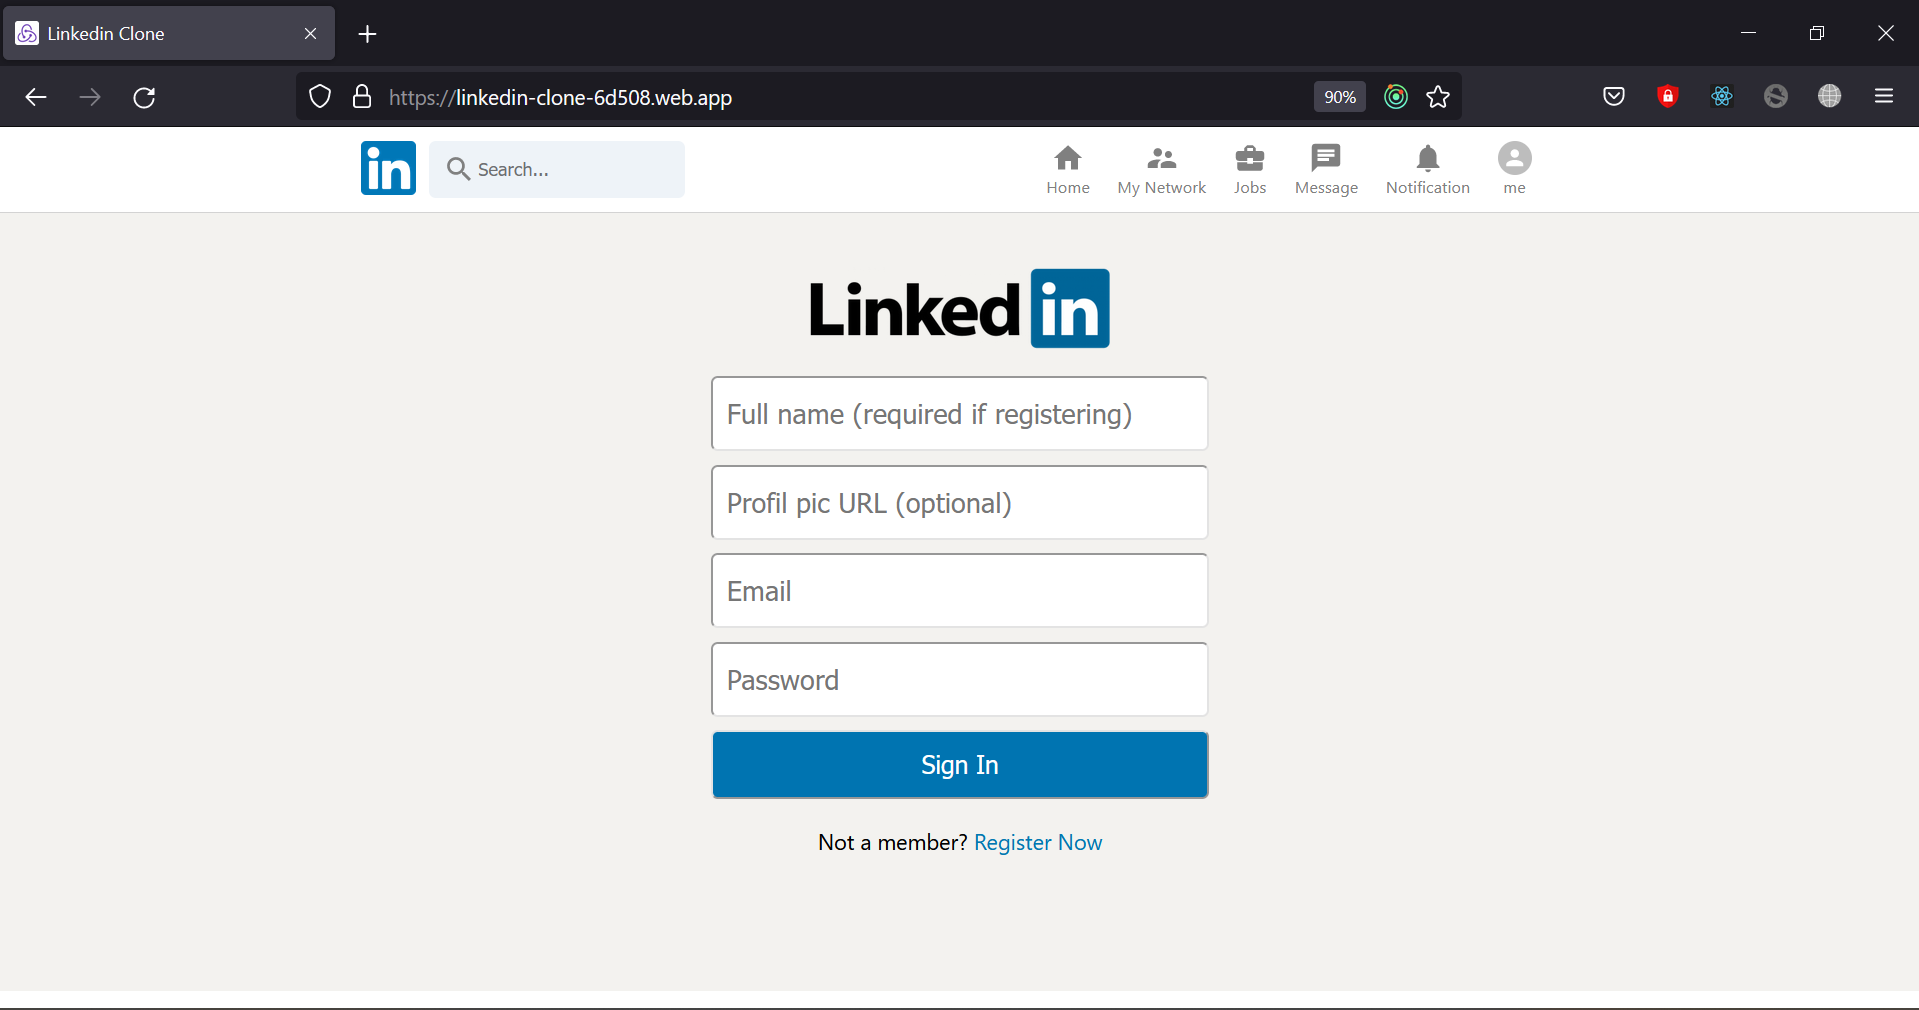 Linkedin Clone
https://linkedin-clone-6d508.web.app
90%
in
Search...
Home
My Network
Jobs
Message
Notification
me
Linked in
Full name (required if registering)
Profil pic URL (optional)
Email
Password
Sign In
Not a member? Register Now